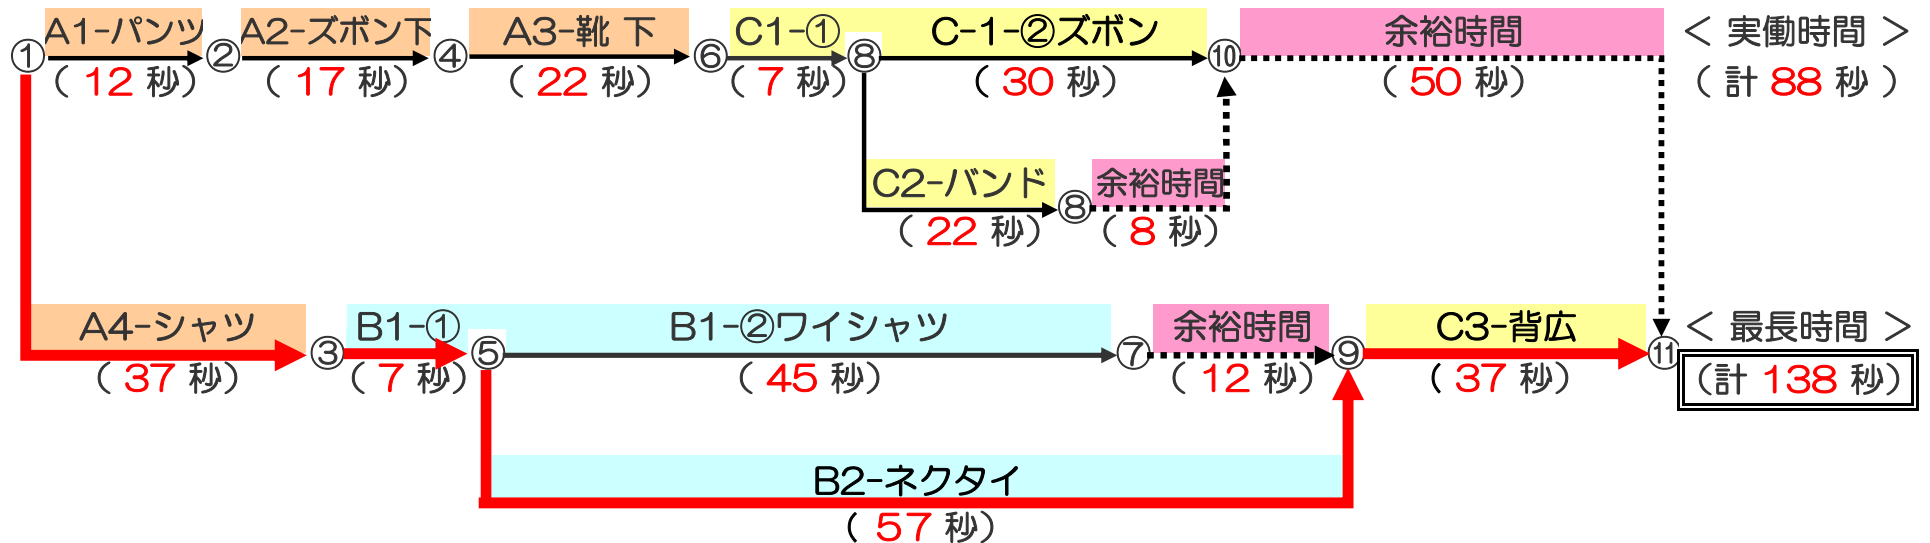 A1-パンツ A2-ズボン下 A3-靴 下 C1-① C-1-②ズボン 余裕時間 ＜ 実働時間 ＞
① ② ④ ⑥ ⑧ ⑩
（ 12 秒） （ 17 秒） （ 22 秒） （ 7 秒） （ 30 秒） （ 50 秒） （ 計 88 秒 ）
C2-バンド 余裕時間
⑧
（ 22 秒） （ 8 秒）
A4-シャツ B1-① B1-②ワイシャツ 余裕時間 C3-背広 ＜ 最長時間 ＞
③ ⑤ ⑦ ⑨ ⑪
（ 37 秒） （ 7 秒） （ 45 秒） （ 12 秒） （ 37 秒） （計 138 秒）
B2-ネクタイ
（ 57 秒）